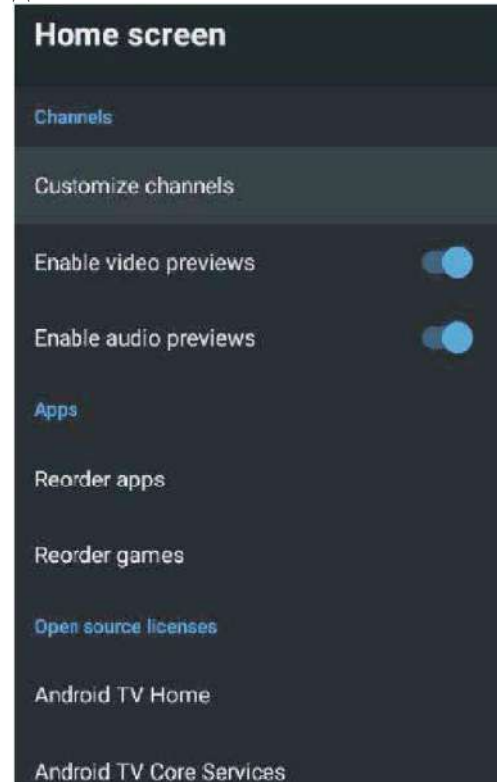 Home screen
Channels
Customize channels
Enable video previews
Enable audio previews
Apps
Reorder apps
Reorder games
Open source licenses
Android TV Home
Android TV Core Services